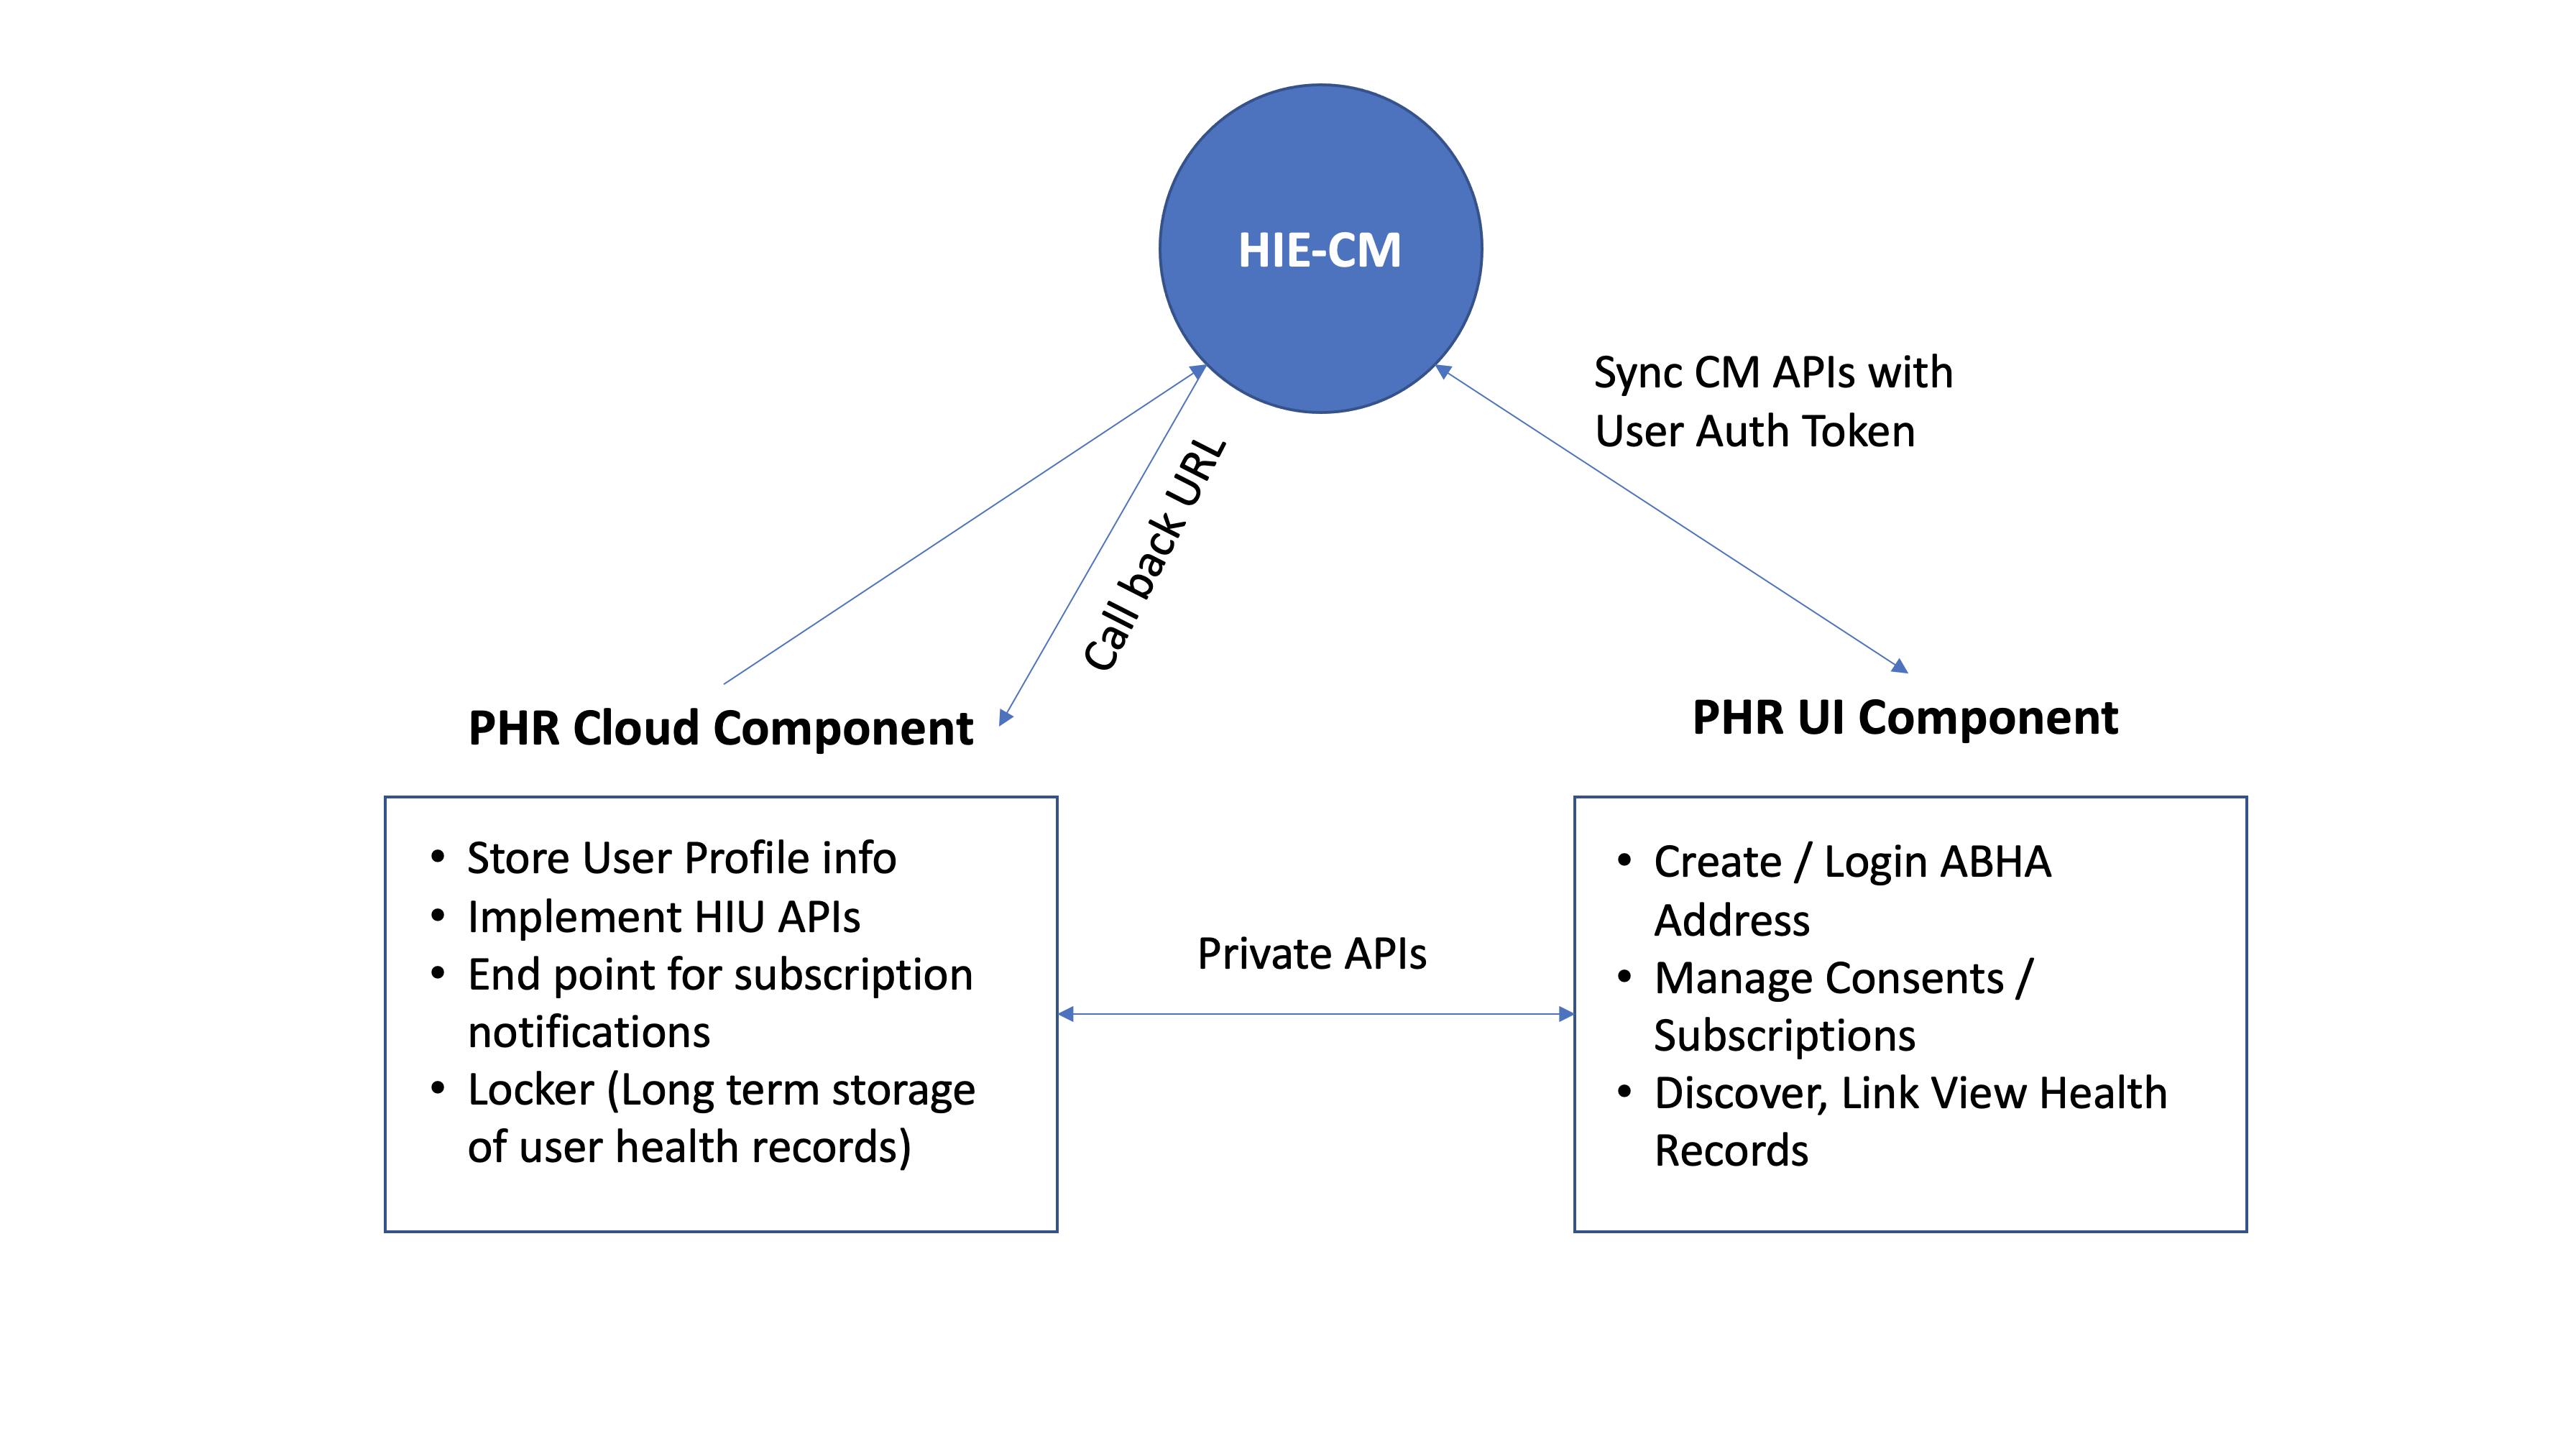 HIE-CM
Sync CM APIs with
User Auth Token
Call back URL
PHR Cloud Component
PHR UI Component
• Store User Profile info
• Implement HIU APIs
• End point for subscription
notifications
• Locker (Long term storage
of user health records)
Private APIs
• Create / Login ABHA
Address
• Manage Consents /
Subscriptions
• Discover, Link View Health
Records